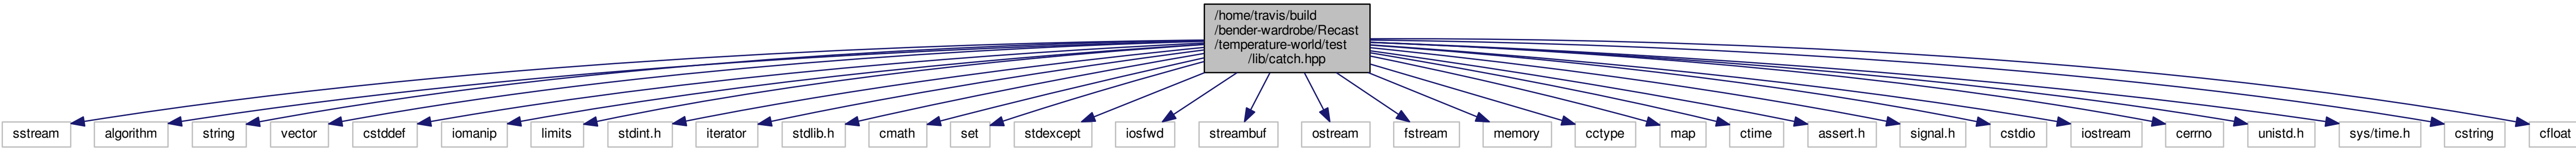 /home/travis/build
/bender-wardrobe/Recast
/temperature-world/test
/lib/catch.hpp
sstream
algorithm
string
vector
cstddef
iomanip
limits
stdint.h
iterator
stdlib.h
cmath
set
stdexcept
iosfwd
streambuf
ostream
fstream
memory
cctype
map
ctime
assert.h
signal.h
cstdio
iostream
cerrno
unistd.h
sys/time.h
cstring
cfloat